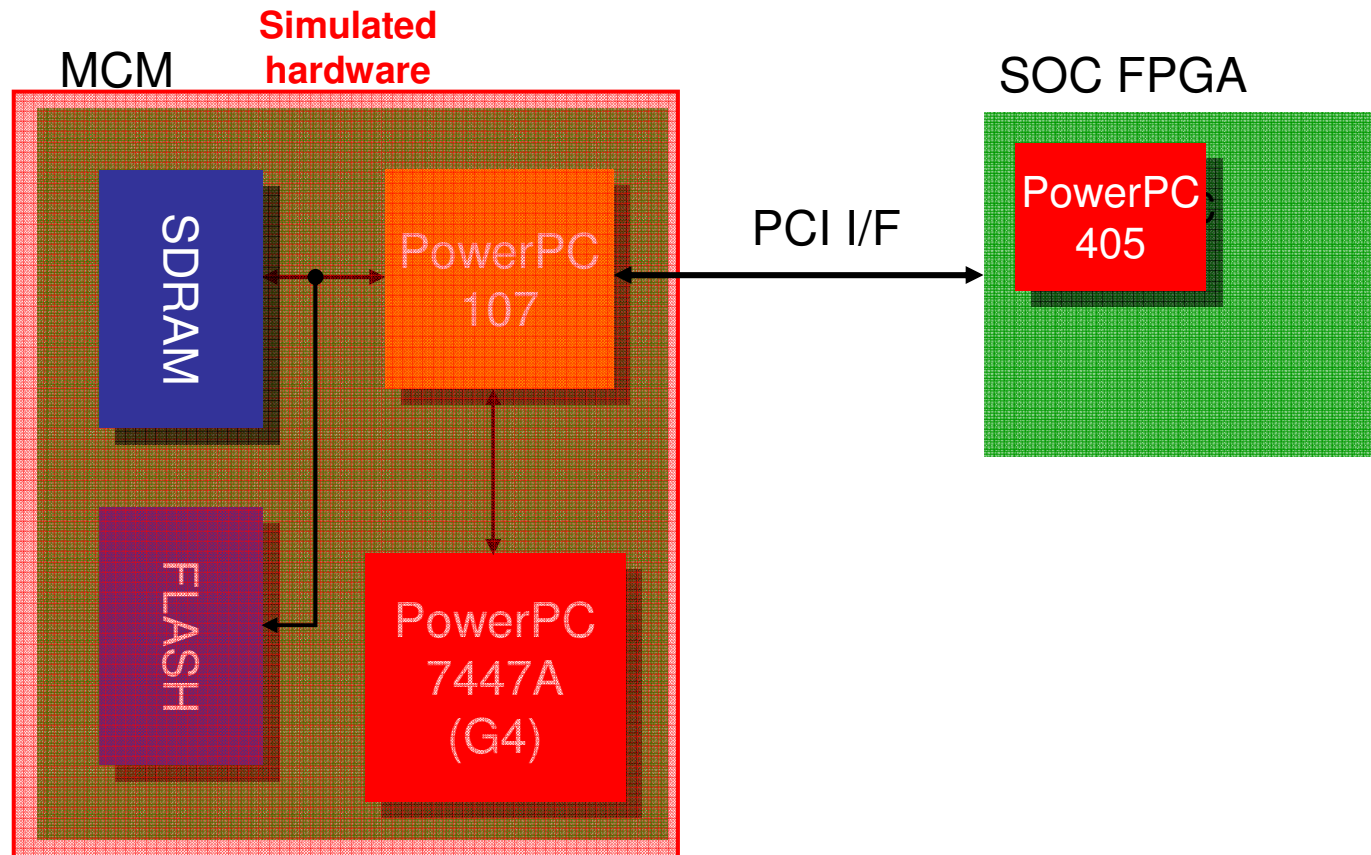 Simulated
hardware
MCM
SOC FPGA
SDRAM
PowerPC
107
PCI I/F
PowerPC
405
FLASH
PowerPC
7447A
(G4)